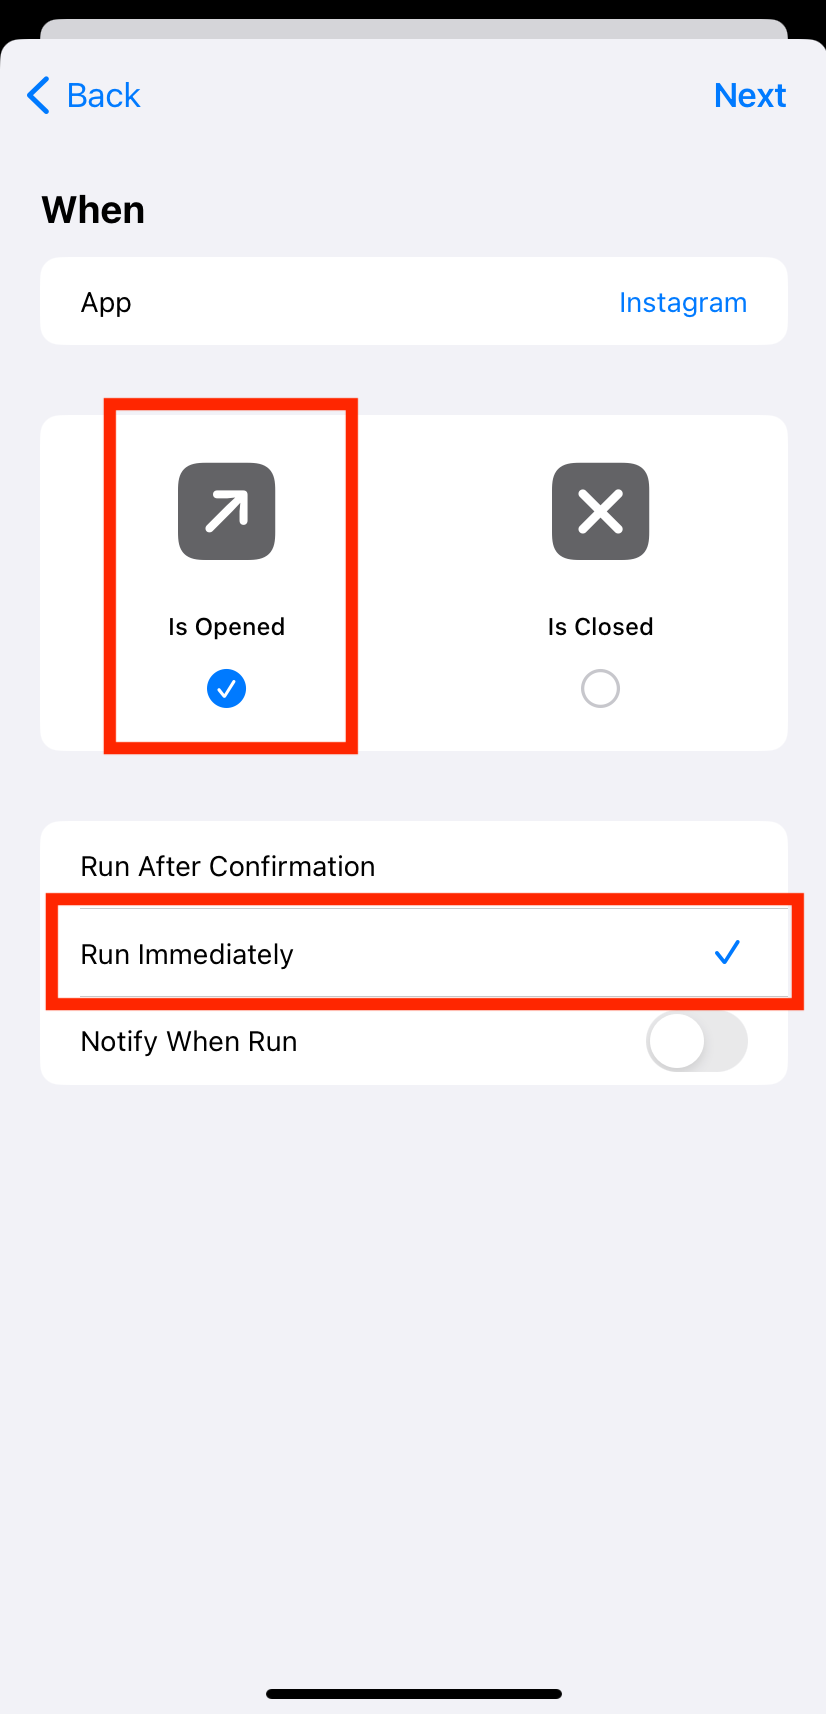 Back
Next
When
App
Instagram
Is Opened
Is Closed
Run After Confirmation
Run Immediately
Notify When Run